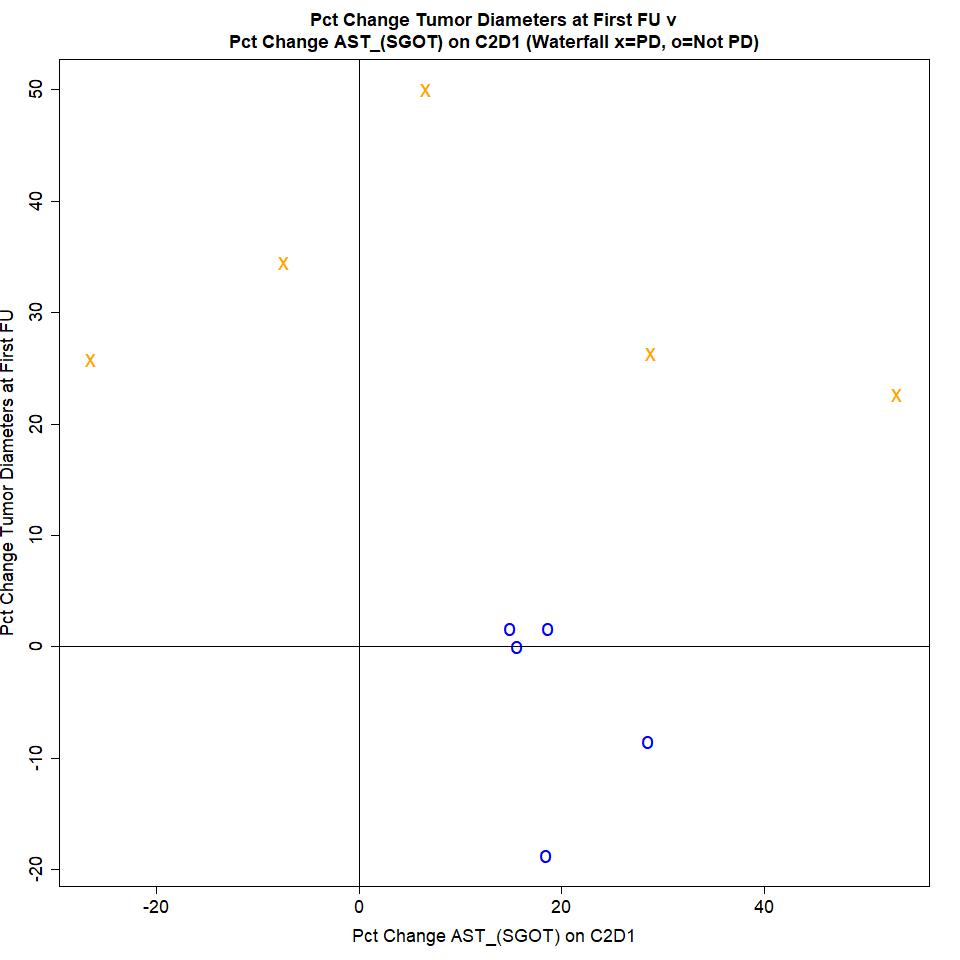 Pct Change Tumor Diameters at First FU v
Pct Change AST_(SGOT) on C2D1 (Waterfall x=PD, o=Not PD)
Pct Change Tumor Diameters at First FU
50
40
30
20
10
0
-10
-20
X
X
X
X
X
O
O
O
O
O
-20
0
20
40
Pct Change AST_(SGOT) on C2D1